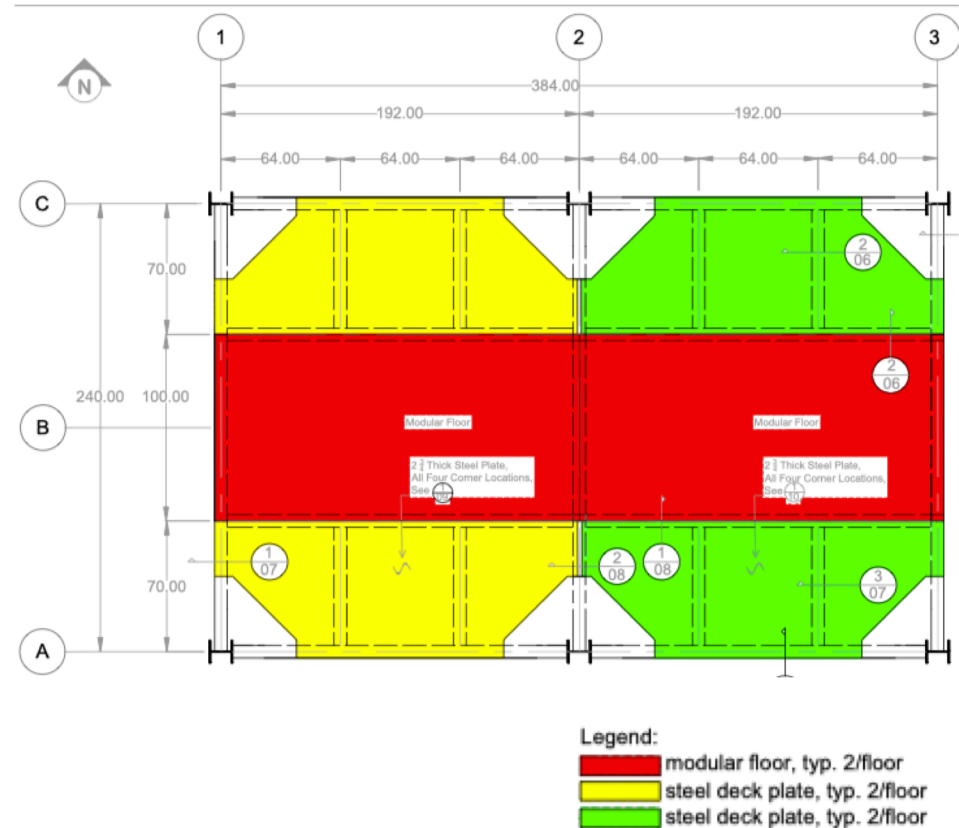 1
2
3
N
384.00
192.00
192.00
64.00
64.00
64.00
64.00
64.00
64.00
C
70.00
2
06
240.00
100.00
2
06
B
Modular Floor
Modular Floor
2 3/4 Thick Steel Plate,
All Four Corner Locations,
See
2 3/4 Thick Steel Plate,
All Four Corner Locations,
See
1
07
2
08
1
08
3
07
70.00
A
Legend:
modular floor, typ. 2/floor
steel deck plate, typ. 2/floor
steel deck plate, typ. 2/floor